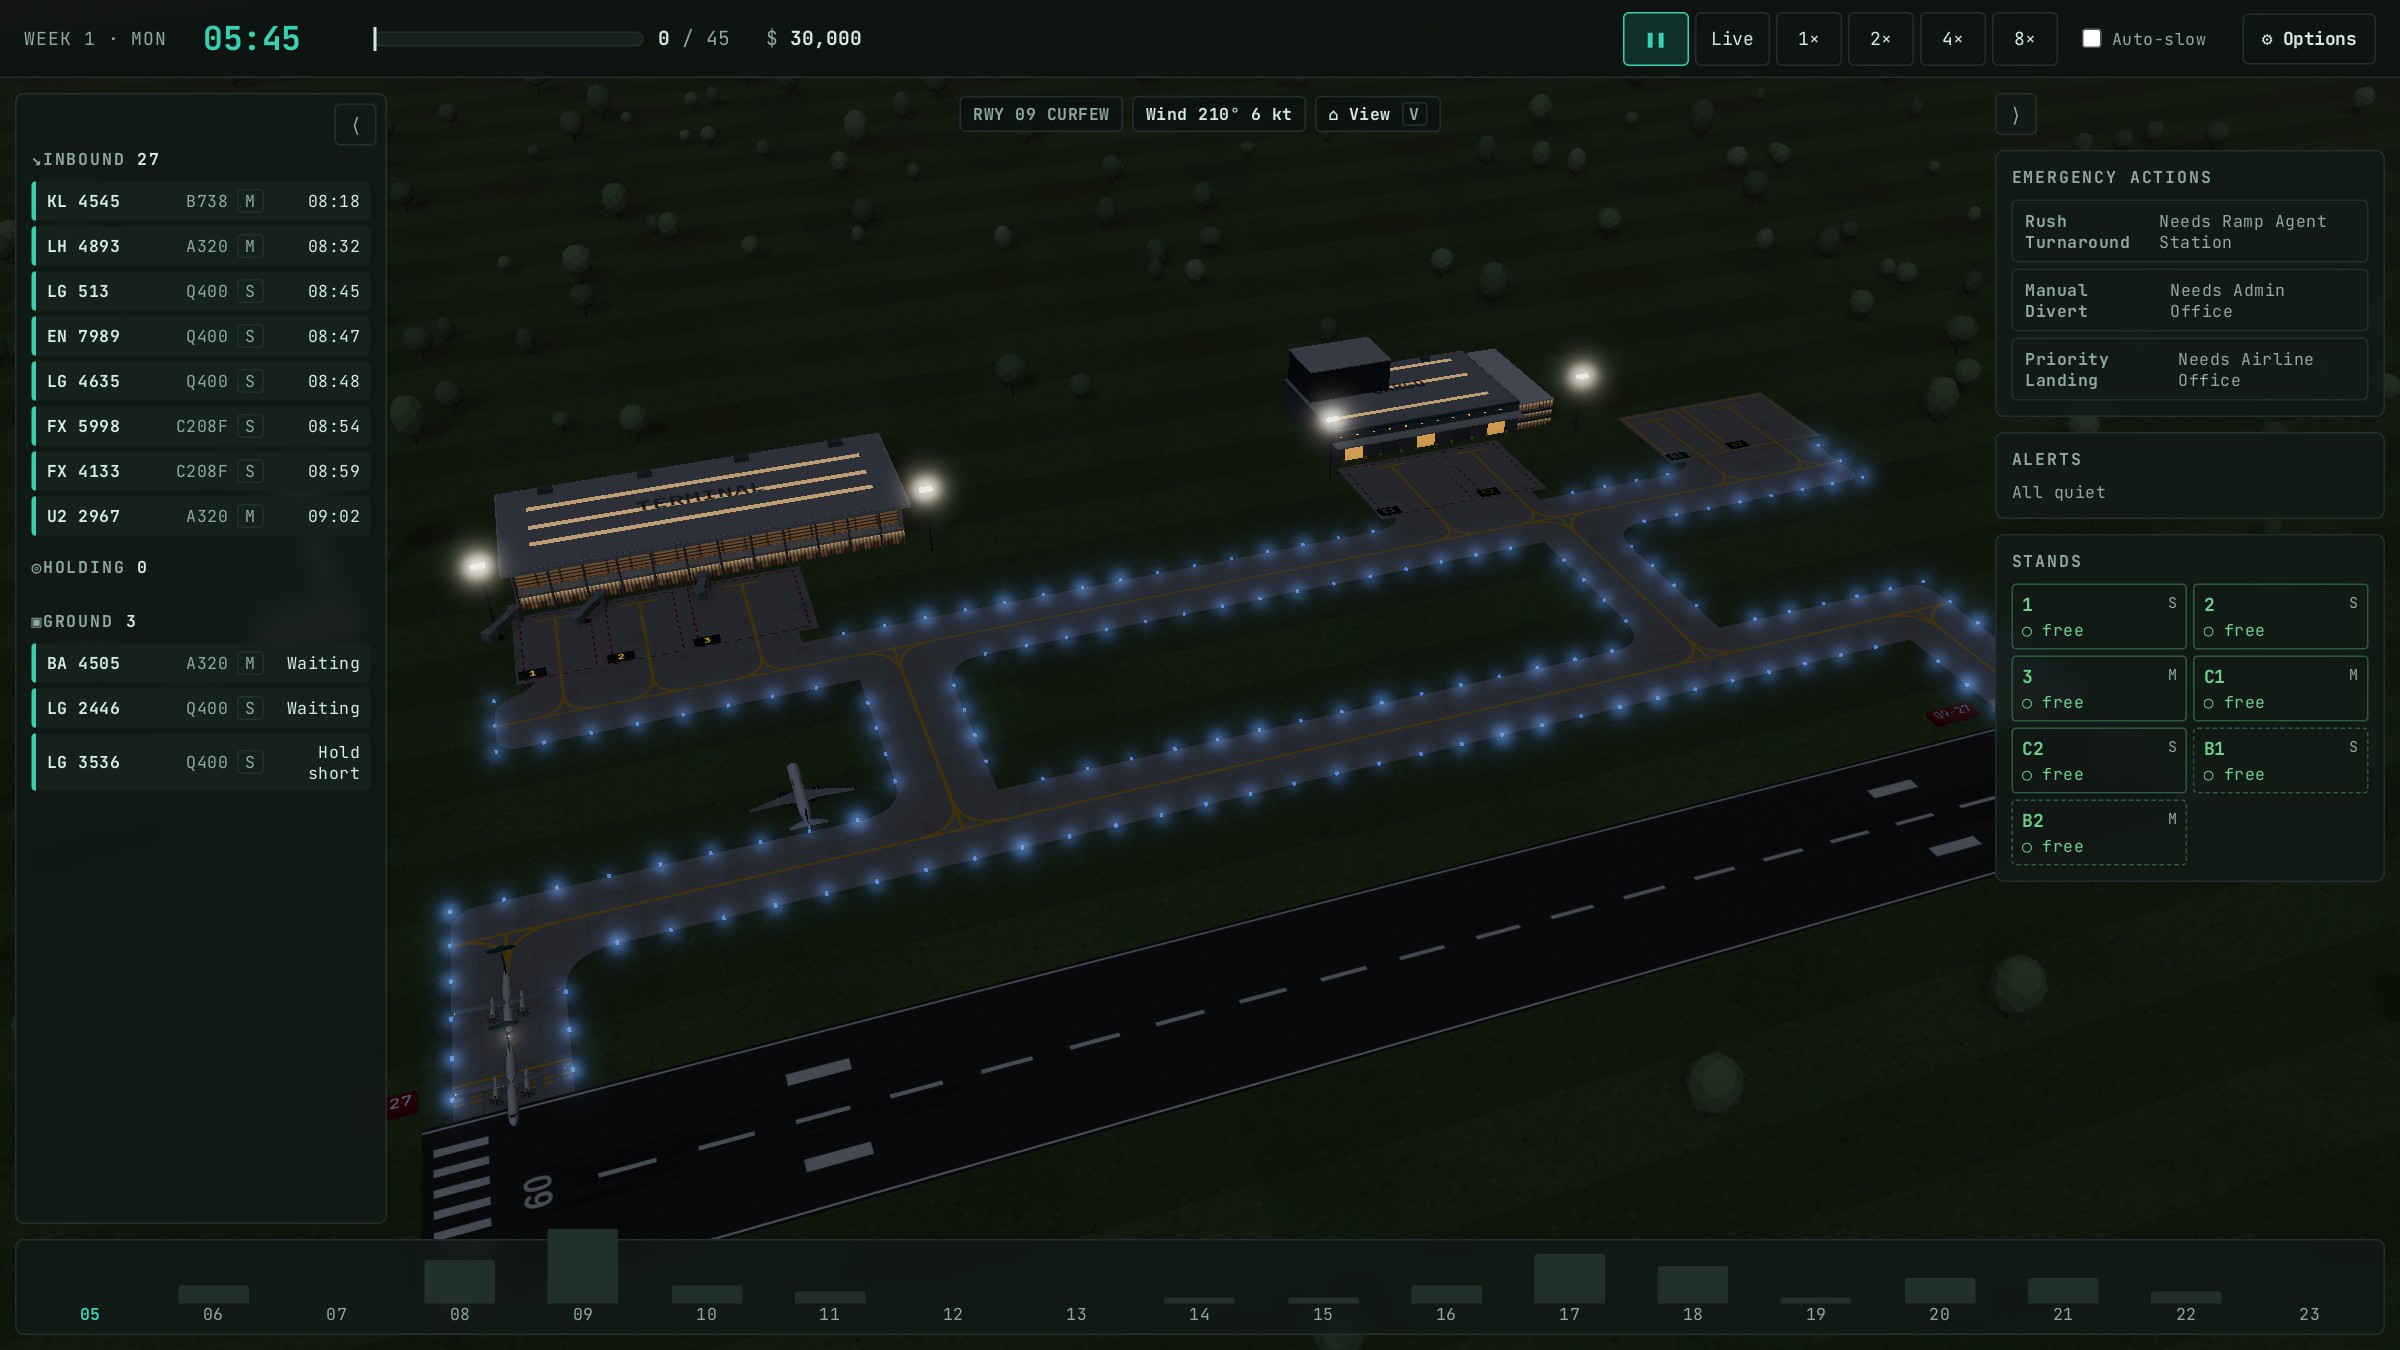 WEEK 1 · MON
05:45
0 / 45
$ 30,000
Live
1×
2×
4×
8×
Auto-slow
⚙ Options
RWY 09 CURFEW
Wind 210° 6 kt
⌂ View V
↘INBOUND 27
KL 4545 B738 M 08:18
LH 4893 A320 M 08:32
LG 513 Q400 S 08:45
EN 7989 Q400 S 08:47
LG 4635 Q400 S 08:48
FX 5998 C208F S 08:54
FX 4133 C208F S 08:59
U2 2967 A320 M 09:02
◎HOLDING 0
▣GROUND 3
BA 4505 A320 M Waiting
LG 2446 Q400 S Waiting
LG 3536 Q400 S Hold short
TERMINAL
1
2
3
C1
09-27
27
09
EMERGENCY ACTIONS
Rush Turnaround
Needs Ramp Agent Station
Manual Divert
Needs Admin Office
Priority Landing
Needs Airline Office
ALERTS
All quiet
STANDS
1 S
○ free
2 S
○ free
3 M
○ free
C1 M
○ free
C2 S
○ free
B1 S
○ free
B2 M
○ free
05 06 07 08 09 10 11 12 13 14 15 16 17 18 19 20 21 22 23